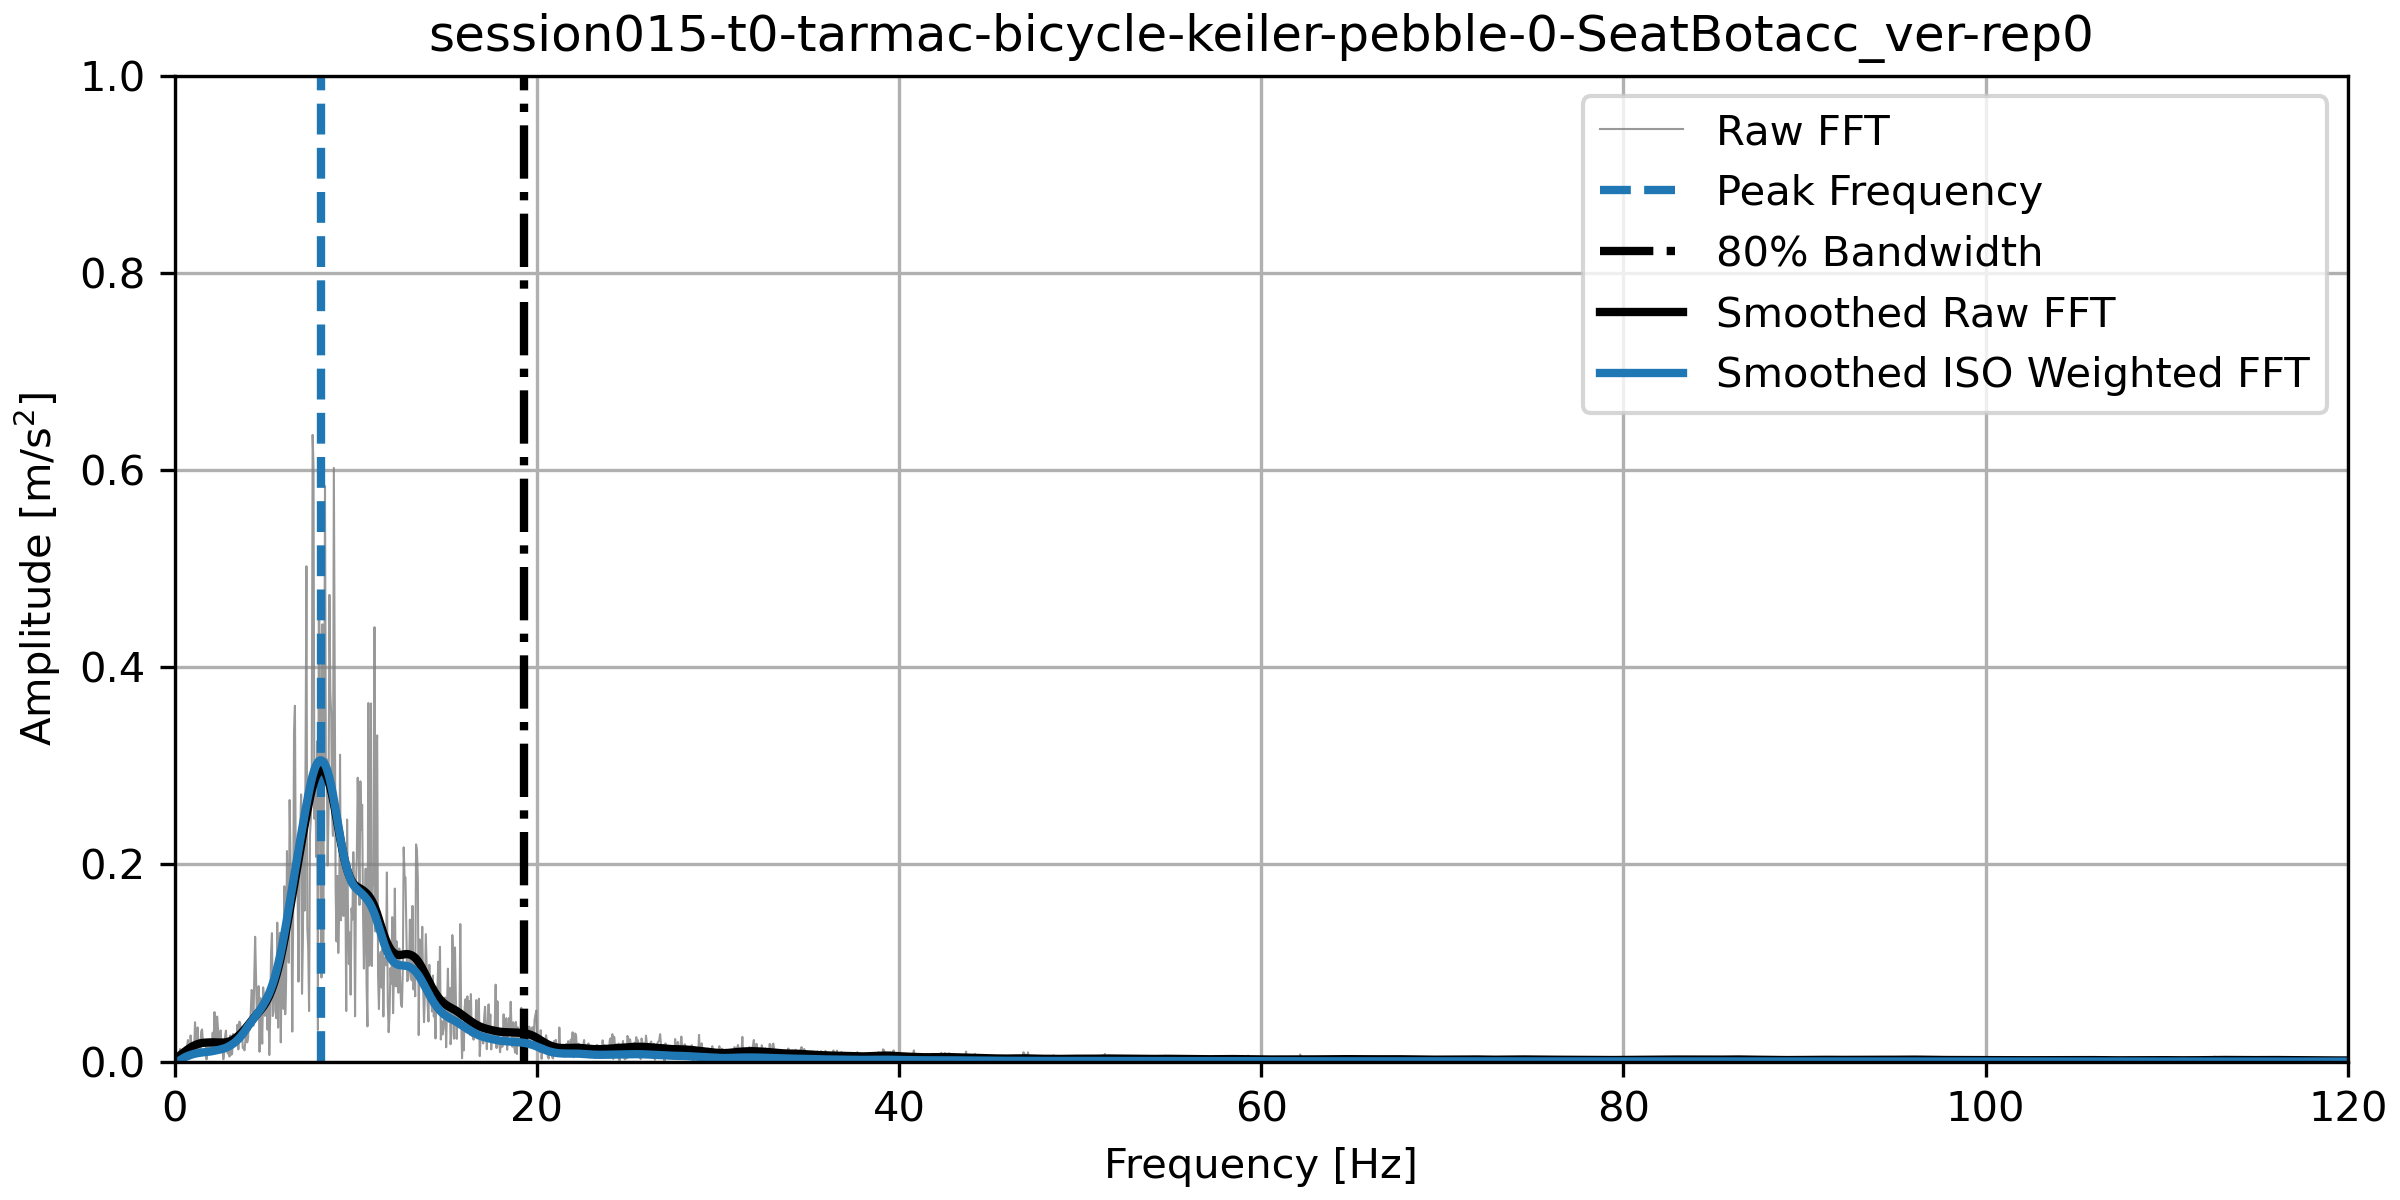 session015-t0-tarmac-bicycle-keiler-pebble-0-SeatBotacc_ver-rep0
1.0
0.8
0.6
0.4
0.2
0.0
Amplitude [m/s²]
Raw FFT
Peak Frequency
80% Bandwidth
Smoothed Raw FFT
Smoothed ISO Weighted FFT
0 20 40 60 80 100 120
Frequency [Hz]